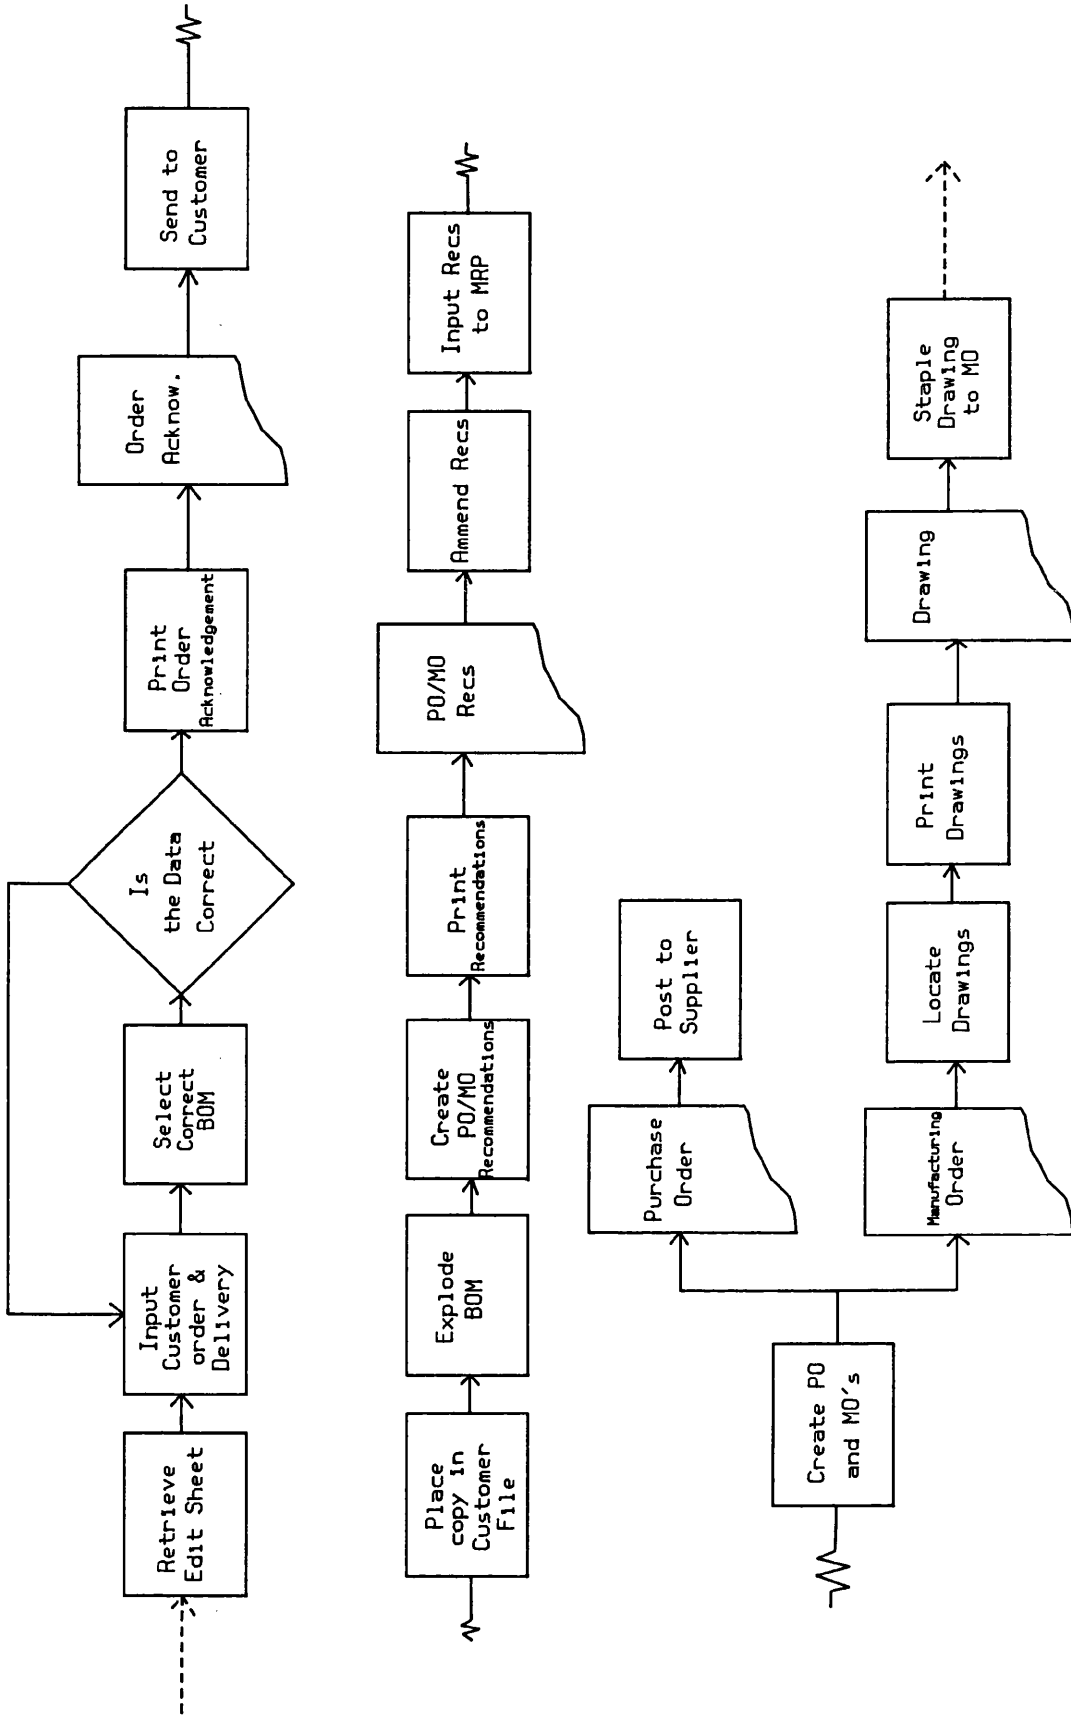 Retrieve
Edit Sheet
Input
Customer
order &
Delivery
Select
Correct
BOM
Is
the Data
Correct
Print
Order
Acknowledgement
Order
Acknow.
Send to
Customer
Place
copy in
Customer
File
Explode
BOM
Create
PO/MO
Recommendations
Print
Recommendations
PO/MO
Recs
Ammend Recs
Input Recs
to MRP
Create PO
and MO's
Purchase
Order
Post to
Supplier
Manufacturing
Order
Locate
Drawings
Print
Drawings
Drawing
Staple
Drawing
to MO